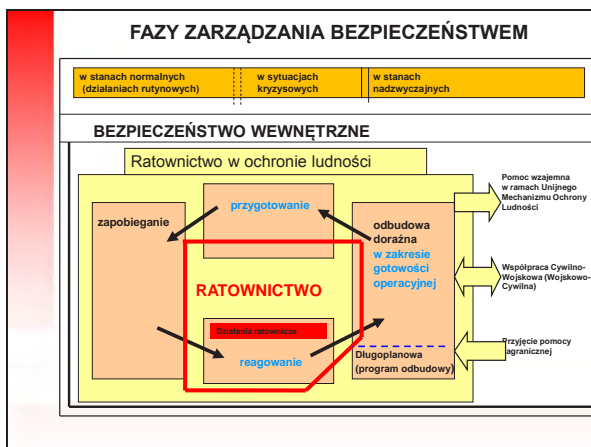 FAZY ZARZĄDZANIA BEZPIECZEŃSTWEM
w stanach normalnych
(działaniach rutynowych)
w sytuacjach
kryzysowych
w stanach
nadzwyczajnych
BEZPIECZEŃSTWO WEWNĘTRZNE
Ratownictwo w ochronie ludności
zapobieganie
przygotowanie
odbudowa
doraźna
w zakresie
gotowości
operacyjnej
RATOWNICTWO
Działania ratownicze
reagowanie
Długoplanowa
(program odbudowy)
Pomoc wzajemna
w ramach Unijnego
Mechanizmu Ochrony
Ludności
Współpraca Cywilno-
Wojskowa (Wojskowo-
Cywilna)
Przyjęcie pomocy
zagranicznej